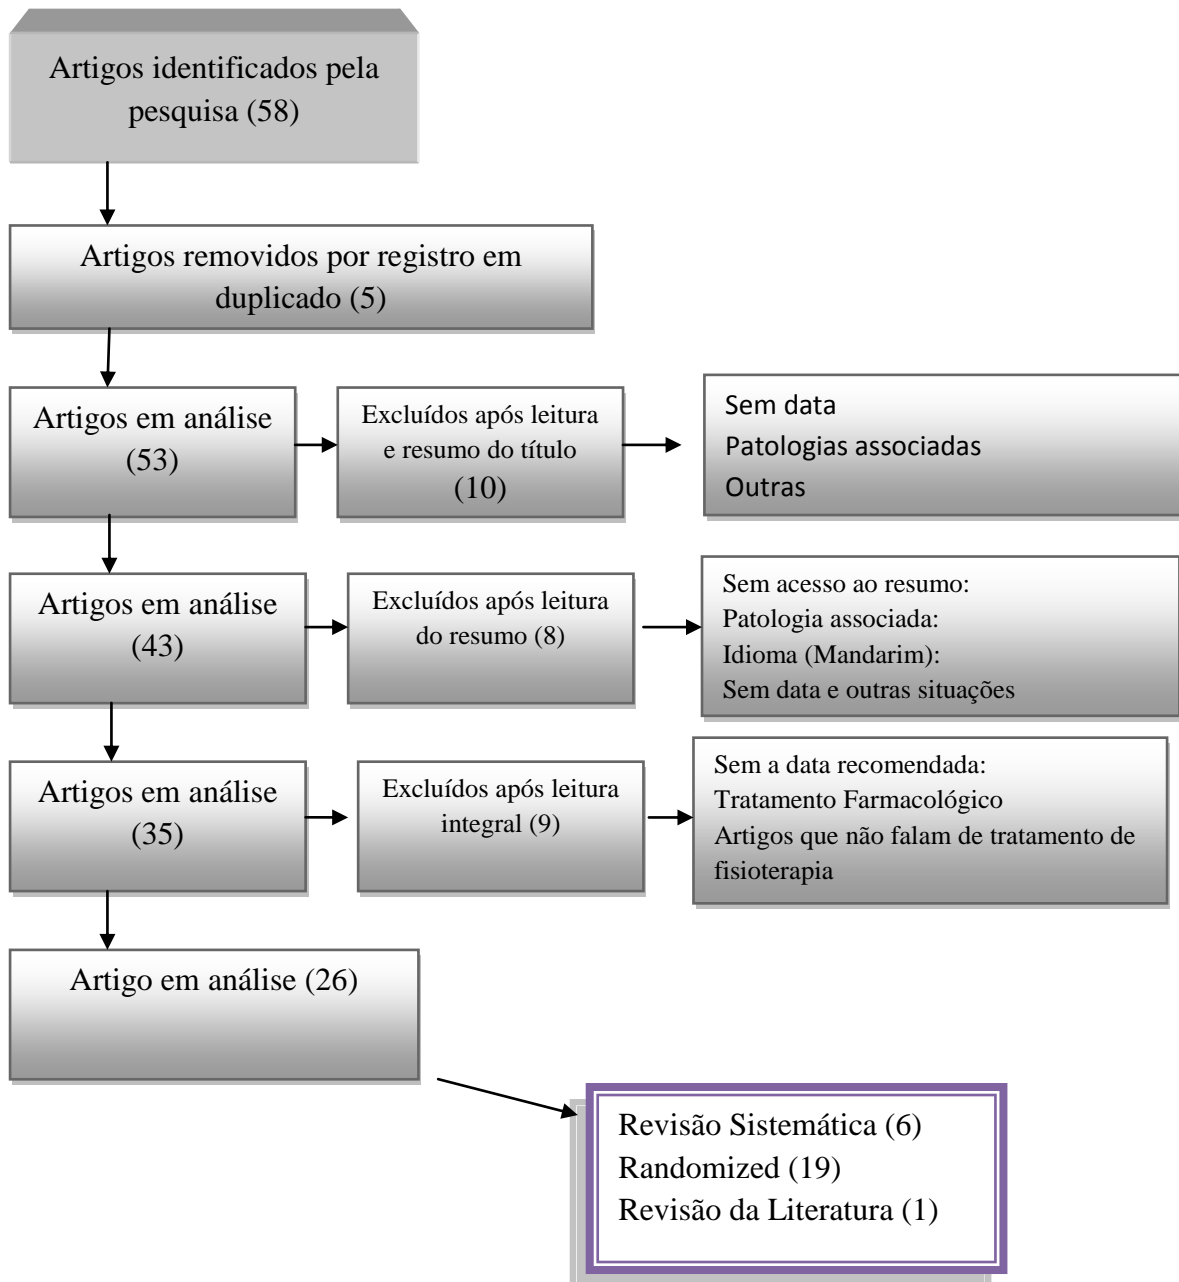 Artigos identificados pela
pesquisa (58)
Artigos removidos por registro em
duplicado (5)
Artigos em análise
(53)
Excluídos após leitura
e resumo do título
(10)
Sem data
Patologias associadas
Outras
Artigos em análise
(43)
Excluídos após leitura
do resumo (8)
Sem acesso ao resumo:
Patologia associada:
Idioma (Mandarim):
Sem data e outras situações
Artigos em análise
(35)
Excluídos após leitura
integral (9)
Sem a data recomendada:
Tratamento Farmacológico
Artigos que não falam de tratamento de
fisioterapia
Artigo em análise (26)
Revisão Sistemática (6)
Randomized (19)
Revisão da Literatura (1)